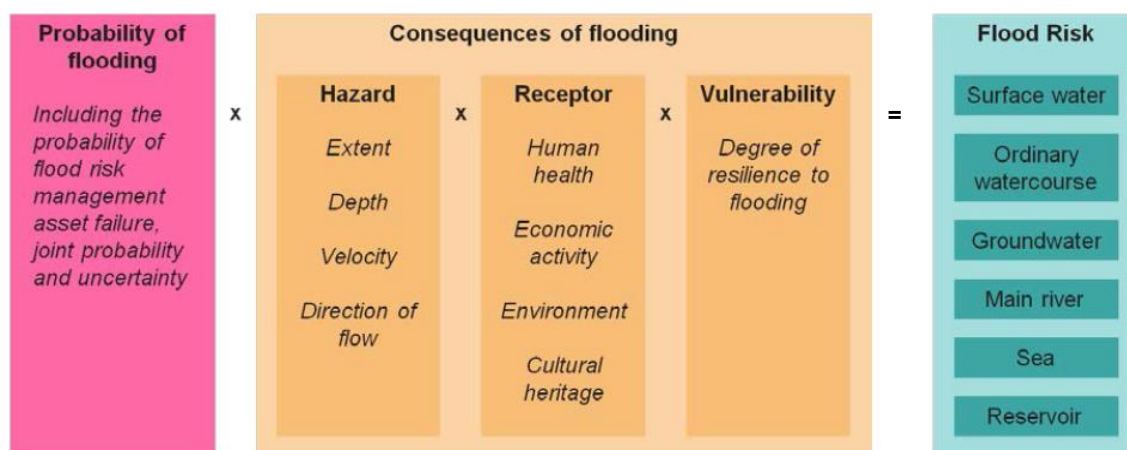 Probability of
flooding
Including the
probability of
flood risk
management
asset failure,
joint probability
and uncertainty
x
Consequences of flooding
Hazard
Extent
Depth
Velocity
Direction of
flow
x
Receptor
Human
health
Economic
activity
Environment
Cultural
heritage
x
Vulnerability
Degree of
resilience to
flooding
=
Flood Risk
Surface water
Ordinary
watercourse
Groundwater
Main river
Sea
Reservoir